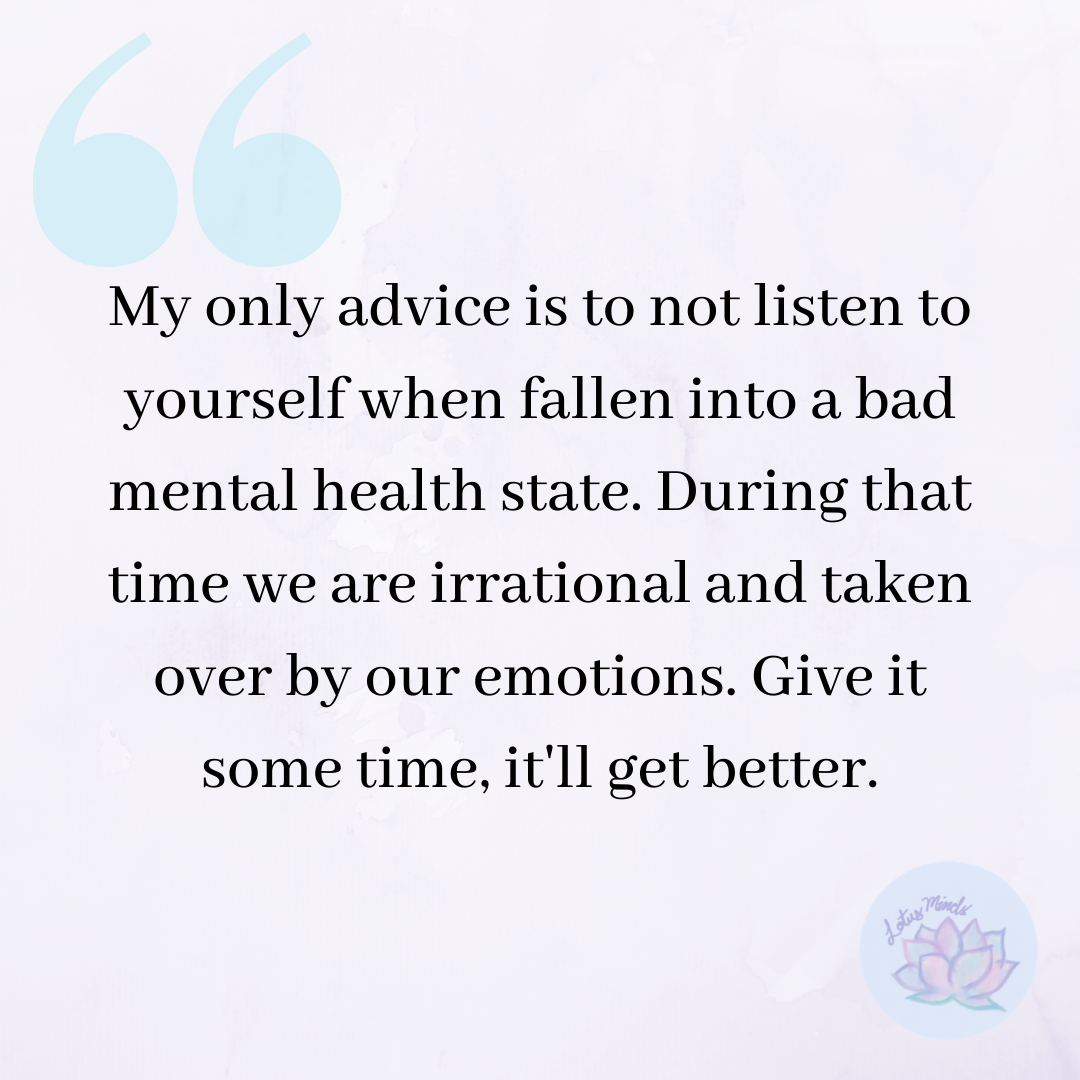 “
My only advice is to not listen to
yourself when fallen into a bad
mental health state. During that
time we are irrational and taken
over by our emotions. Give it
some time, it'll get better.
Lotus Minds